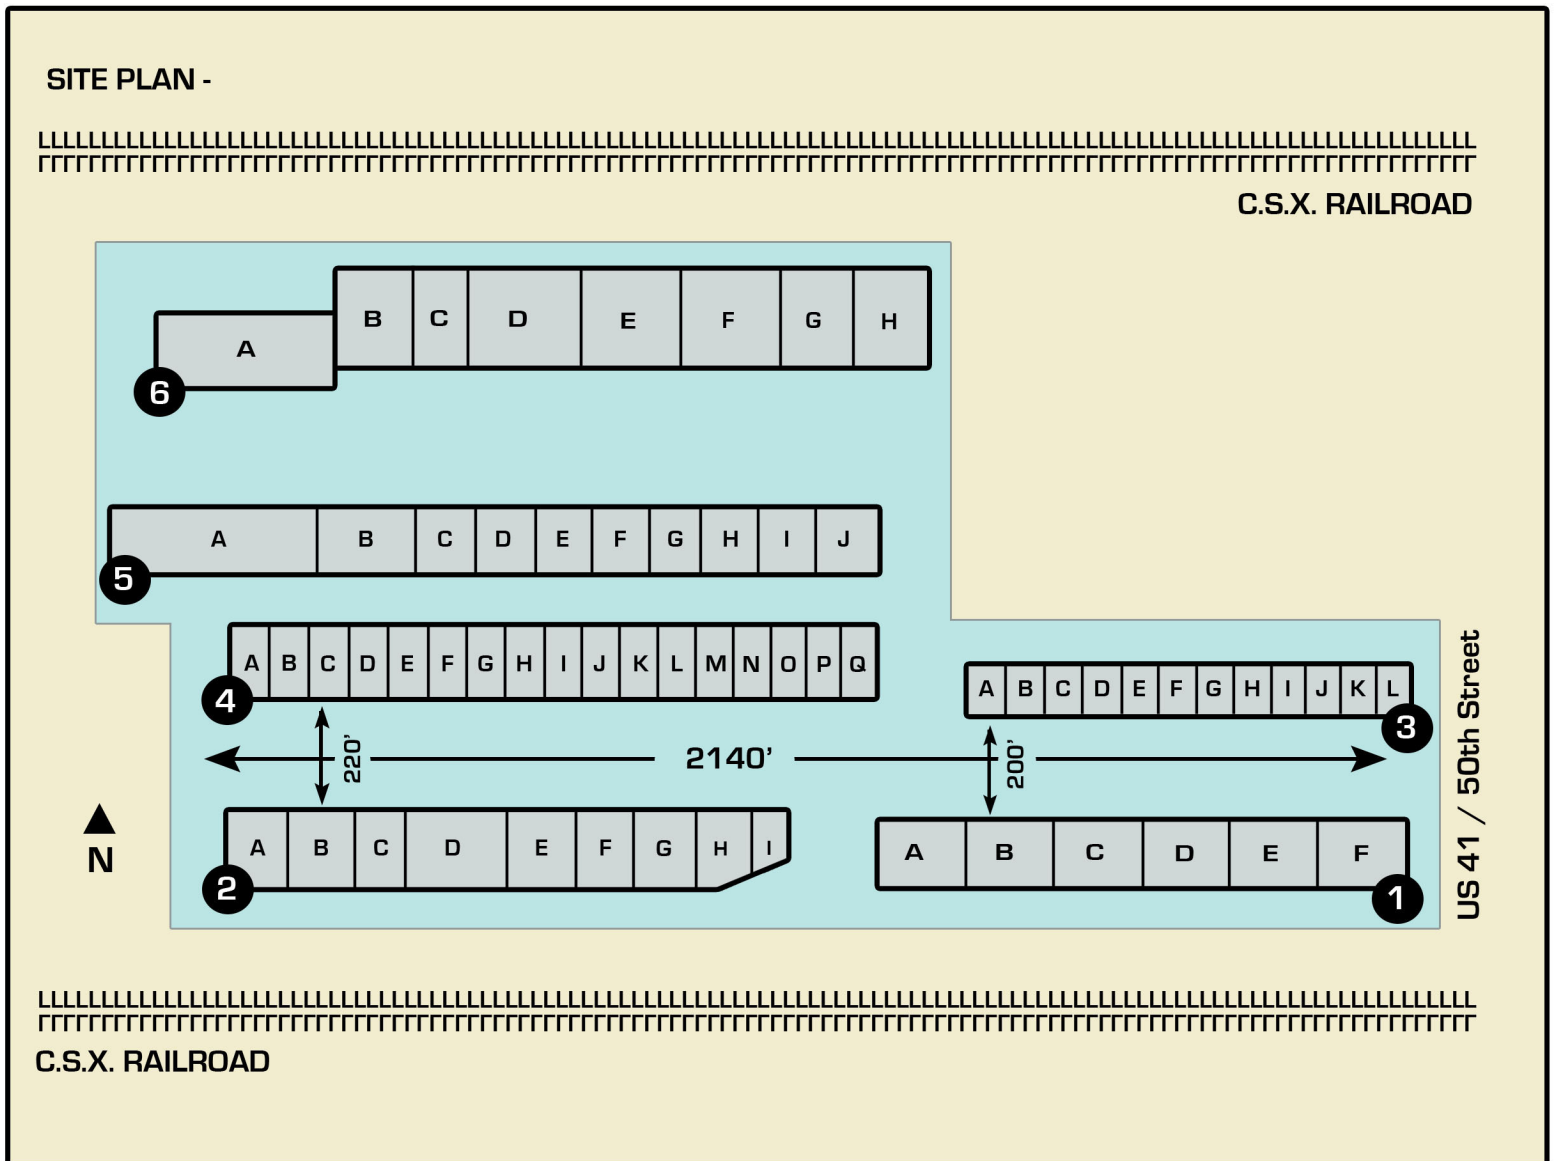 SITE PLAN -
C.S.X. RAILROAD
B C D E F G H
A
6
A B C D E F G H I J
5
A B C D E F G H I J K L M N O P Q
4
A B C D E F G H I J K L
3
220'
2140'
200'
US 41 / 50th Street
N
A B C D E F G H I
2
A B C D E F
1
C.S.X. RAILROAD